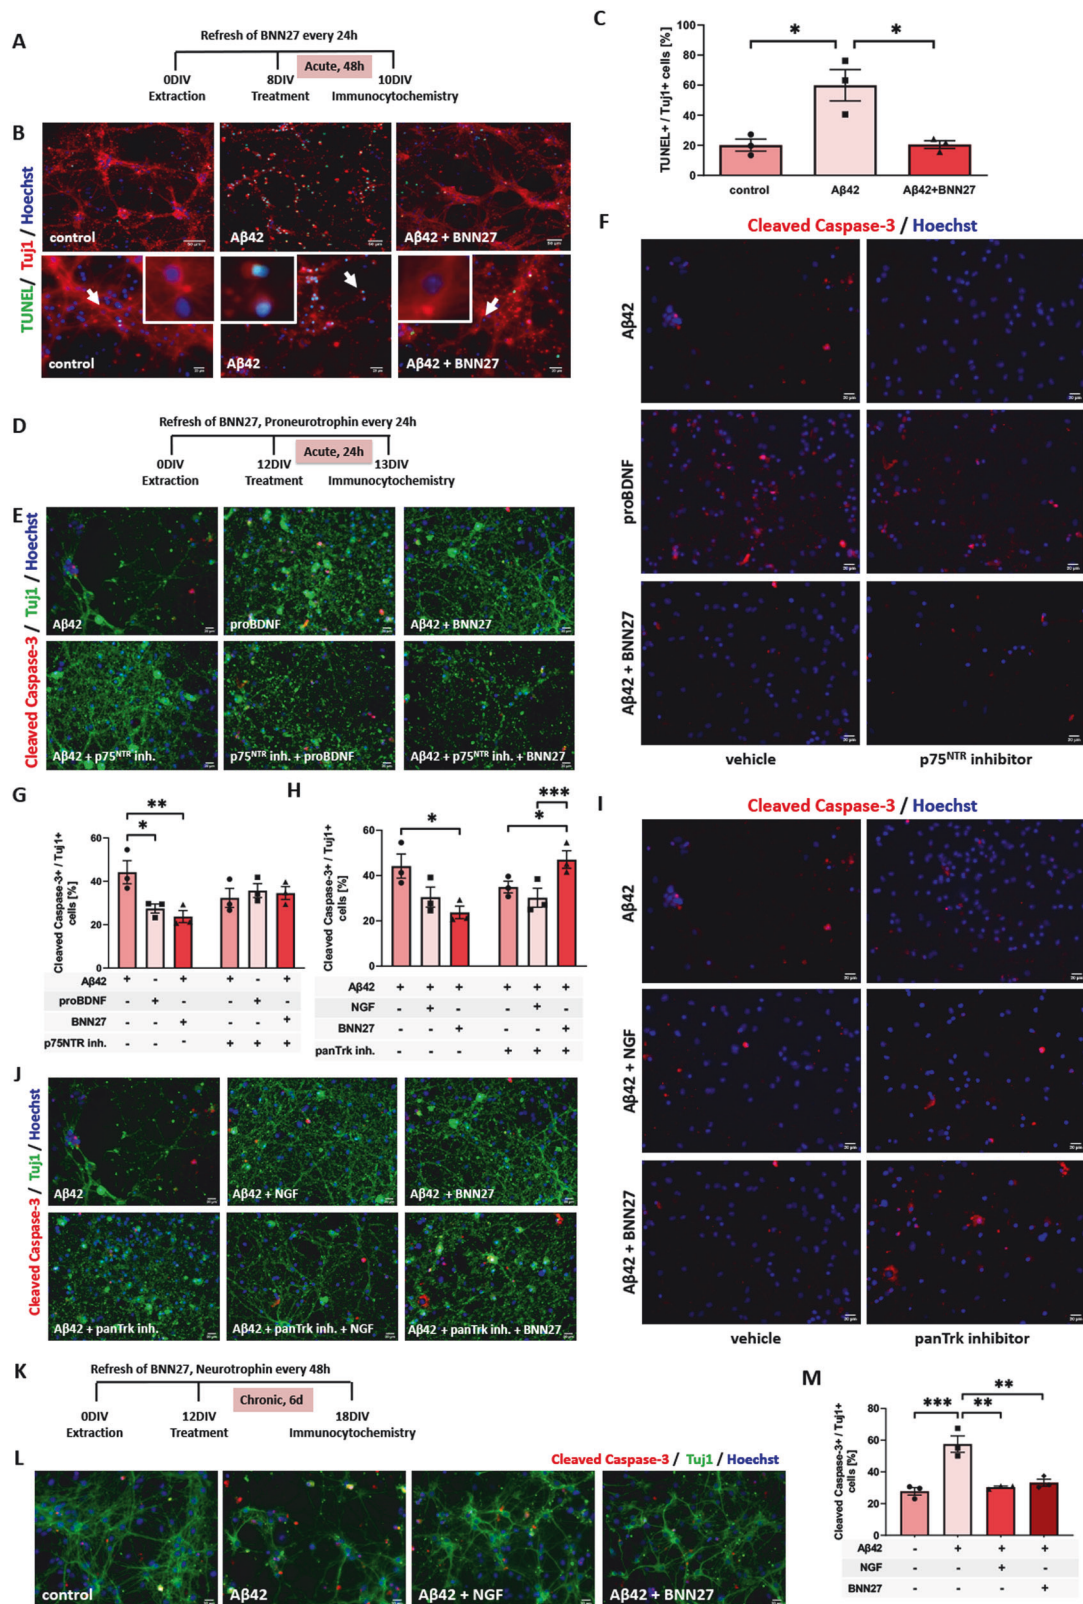 A
Refresh of BNN27 every 24h
Acute, 48h
0DIV 8DIV 10DIV
Extraction Treatment Immunocytochemistry
B
TUNEL/ Tuj1 / Hoechst
control Aβ42 Aβ42 + BNN27
control Aβ42 Aβ42 + BNN27
C
TUNEL+ / Tuj1+ cells [%]
100
80
60
40
20
0
* *
control Aβ42 Aβ42+BNN27
D
Refresh of BNN27, Proneurotrophin every 24h
Acute, 24h
0DIV 12DIV 13DIV
Extraction Treatment Immunocytochemistry
E
Cleaved Caspase-3 / Tuj1 / Hoechst
Aβ42 proBDNF Aβ42 + BNN27
Aβ42 + p75NTR inh. p75NTR inh. + proBDNF Aβ42 + p75NTR inh. + BNN27
F
Cleaved Caspase-3 / Hoechst
Aβ42
proBDNF
Aβ42 + BNN27
vehicle p75NTR inhibitor
G
Cleaved Caspase-3+ / Tuj1+
cells [%]
60
40
20
0
**
*
Aβ42 + - + + - +
proBDNF - + - - + -
BNN27 - - + - - +
p75NTR inh. - - - + + +
H
Cleaved Caspase-3+ / Tuj1+
cells [%]
60
40
20
0
* *** *
Aβ42 + + + + + +
NGF - + - - + -
BNN27 - - + - - +
panTrk inh. - - - + + +
I
Cleaved Caspase-3 / Hoechst
Aβ42
Aβ42 + NGF
Aβ42 + BNN27
vehicle panTrk inhibitor
J
Cleaved Caspase-3 / Tuj1 / Hoechst
Aβ42 Aβ42 + NGF Aβ42 + BNN27
Aβ42 + panTrk inh. Aβ42 + panTrk inh. + NGF Aβ42 + panTrk inh. + BNN27
K
Refresh of BNN27, Neurotrophin every 48h
Chronic, 6d
0DIV 12DIV 18DIV
Extraction Treatment Immunocytochemistry
L
Cleaved Caspase-3 / Tuj1 / Hoechst
control Aβ42 Aβ42 + NGF Aβ42 + BNN27
M
Cleaved Caspase-3+ / Tuj1+
cells [%]
80
60
40
20
0
*** ** **
Aβ42 - + + +
NGF - - + -
BNN27 - - - +